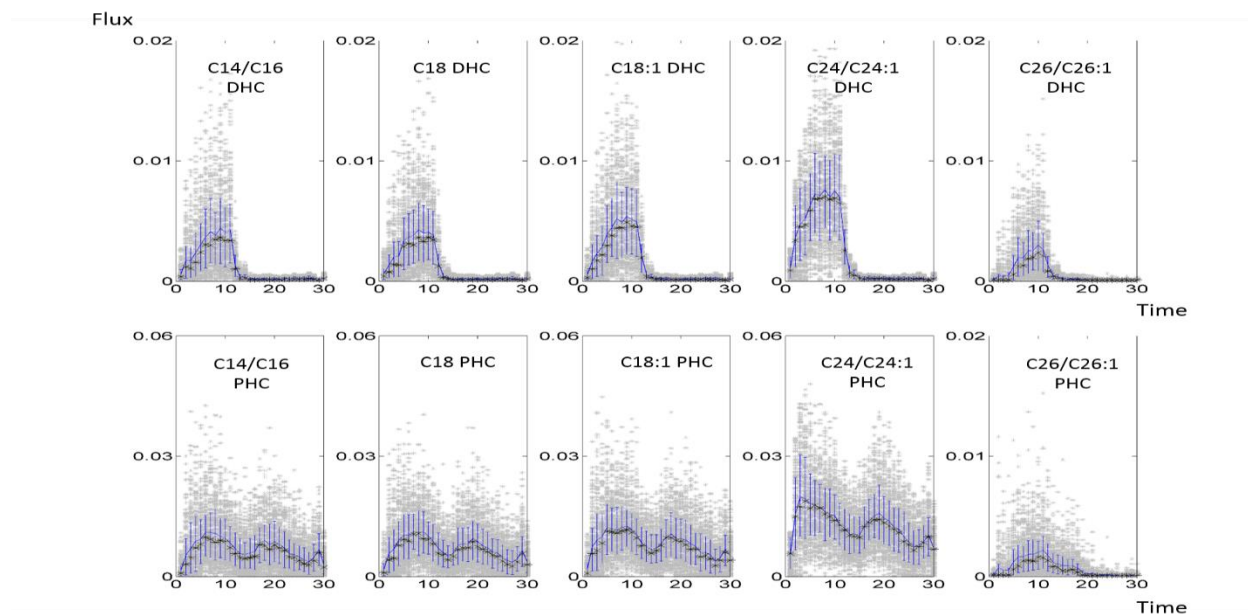 Flux
0.02 0.02 0.02 0.02 0.02
C14/C16 C18 DHC C18:1 DHC C24/C24:1 C26/C26:1
DHC DHC DHC
0.01 0.01 0.01 0.01 0.01
0 0 0 0 0
0 10 20 30 0 10 20 30 0 10 20 30 0 10 20 30 0 10 20 30
Time
0.06 0.06 0.06 0.06 0.02
C14/C16 C18 PHC C18:1 PHC C24/C24:1 C26/C26:1
PHC PHC PHC
0.03 0.03 0.03 0.03 0.01
0 0 0 0 0
0 10 20 30 0 10 20 30 0 10 20 30 0 10 20 30 0 10 20 30
Time